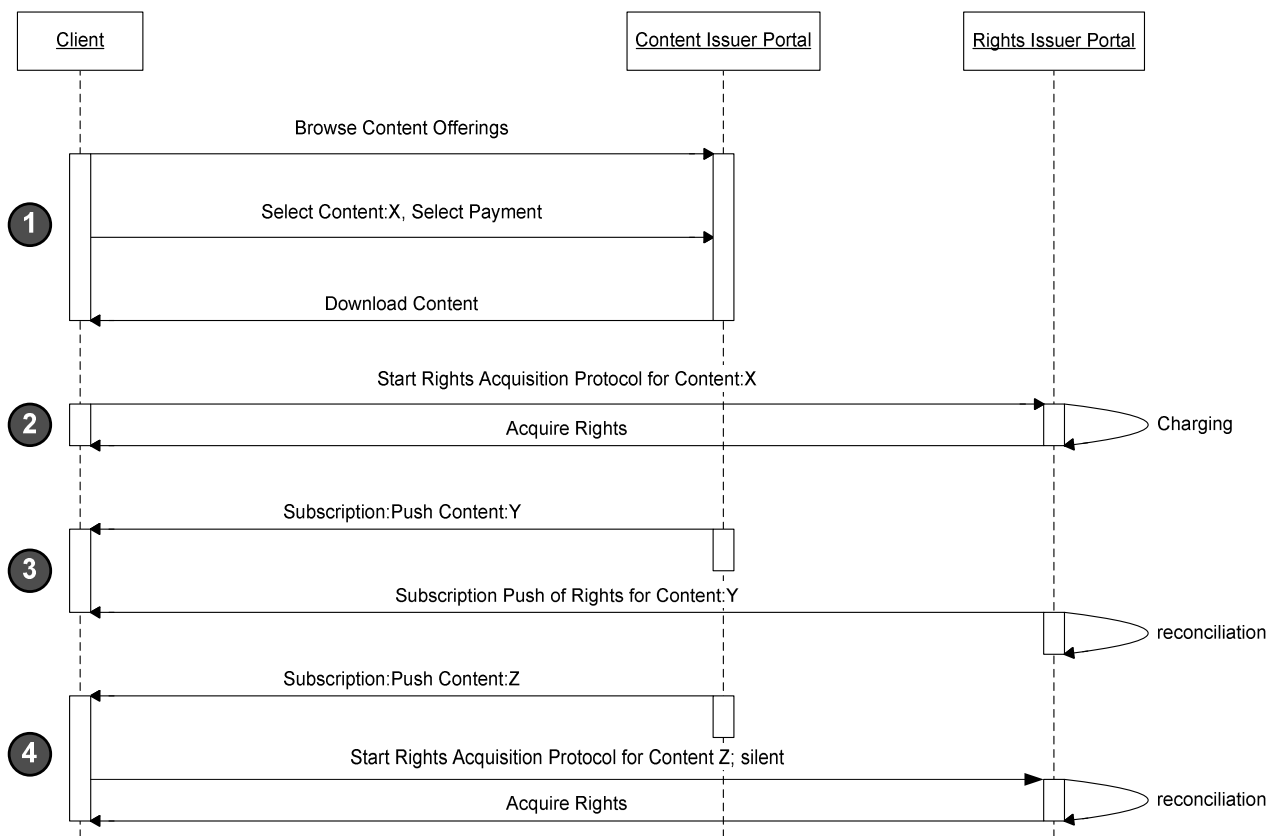 Client
Content Issuer Portal
Rights Issuer Portal
Browse Content Offerings
1
Select Content:X, Select Payment
Download Content
Start Rights Acquisition Protocol for Content:X
2
Acquire Rights
Charging
Subscription:Push Content:Y
3
Subscription Push of Rights for Content:Y
reconciliation
Subscription:Push Content:Z
4
Start Rights Acquisition Protocol for Content Z; silent
Acquire Rights
reconciliation